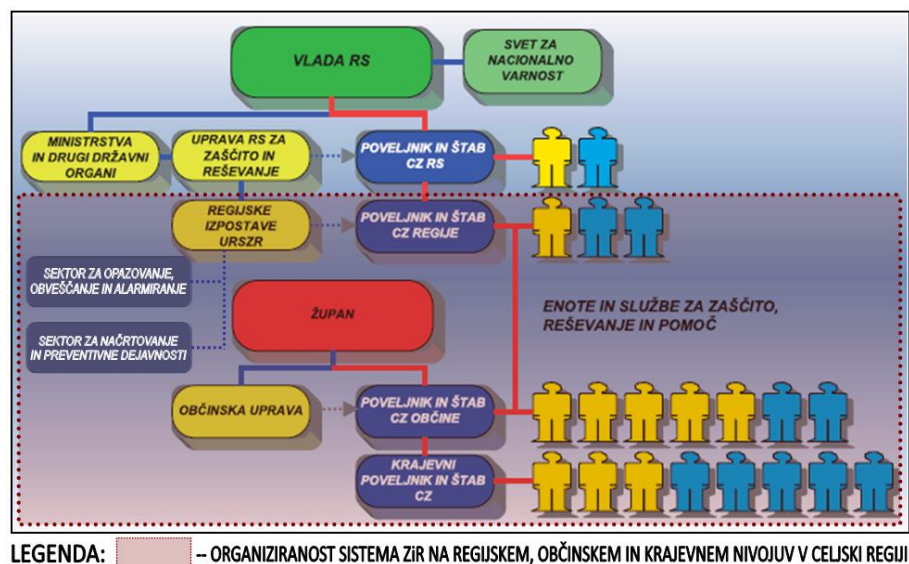 VLADA RS
SVET ZA
NACIONALNO
VARNOST
MINISTRSTVA
IN DRUGI DRŽAVNI
ORGANI
UPRAVA RS ZA
ZAŠČITO IN
REŠEVANJE
POVELJNIK IN ŠTAB
CZ RS
REGIJSKE
IZPOSTAVE
URSZR
POVELJNIK IN ŠTAB
CZ REGIJE
SEKTOR ZA OPAZOVANJE,
OBVEŠČANJE IN ALARMIRANJE
ŽUPAN
ENOTE IN SLUŽBE ZA ZAŠČITO,
REŠEVANJE IN POMOČ
SEKTOR ZA NAČRTOVANJE
IN PREVENTIVNE DEJAVNOSTI
OBČINSKA UPRAVA
POVELJNIK IN ŠTAB
CZ OBČINE
KRAJEVNI
POVELJNIK IN ŠTAB
CZ
LEGENDA: -- ORGANIZIRANOST SISTEMA ZiR NA REGIJSKEM, OBČINSKEM IN KRAJEVNEM NIVOJUV V CELJSKI REGIJI